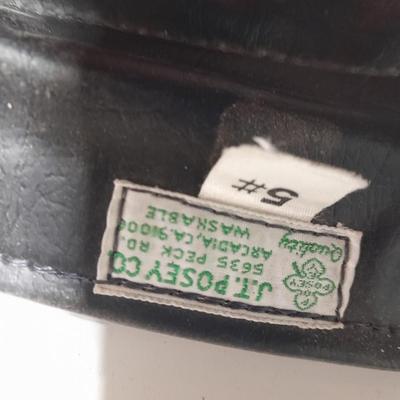 J.T. POSEY CO.
5635 PECK RD.
ARCADIA, CA. 91006
WASHABLE
POSEY
Quality
#5